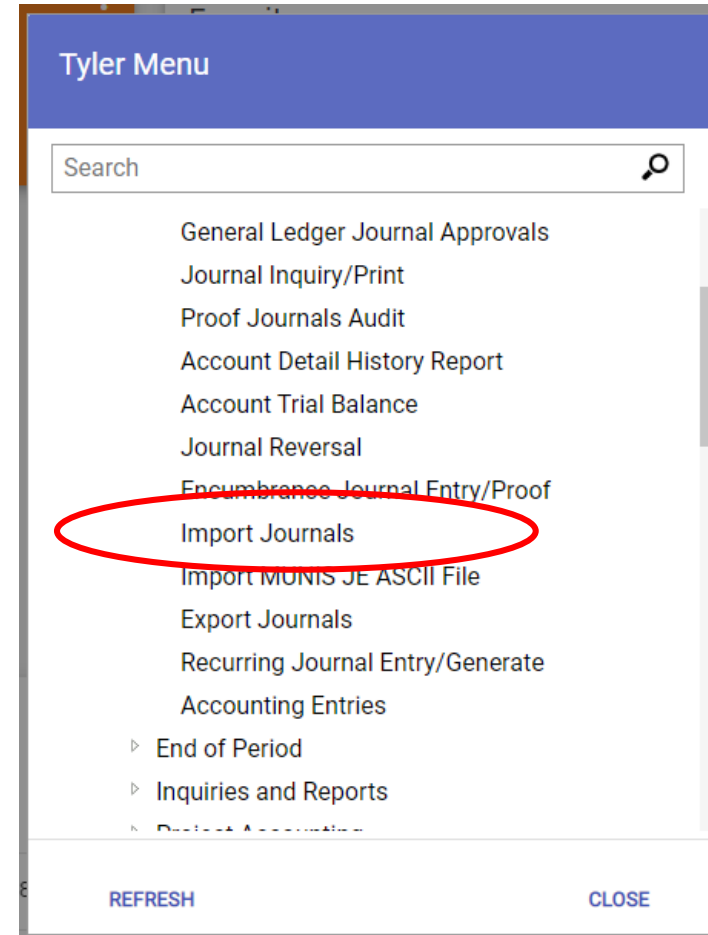 Tyler Menu
Search
General Ledger Journal Approvals
Journal Inquiry/Print
Proof Journals Audit
Account Detail History Report
Account Trial Balance
Journal Reversal
Encumbrance Journal Entry/Proof
Import Journals
Import MUNIS JE ASCII File
Export Journals
Recurring Journal Entry/Generate
Accounting Entries
End of Period
Inquiries and Reports
Project Accounting
REFRESH
CLOSE